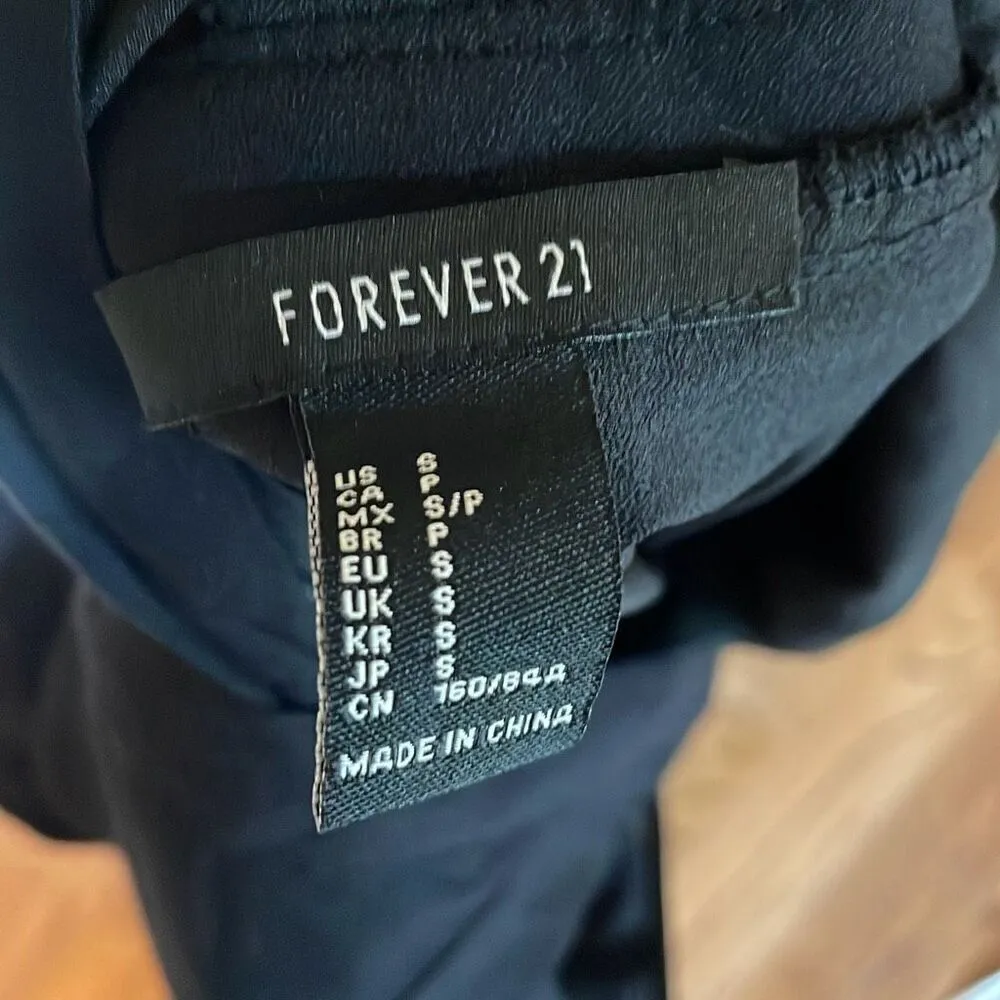 FOREVER 21
US S
CA P
MX S/P
BR P
EU S
UK S
KR S
JP S
CN 160/84A
MADE IN CHINA